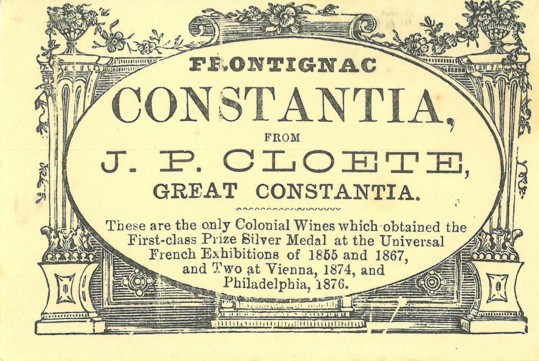 FRONTIGNAC
CONSTANTIA,
FROM
J. P. CLOETE,
GREAT CONSTANTIA.
These are the only Colonial Wines which obtained the
First-class Prize Silver Medal at the Universal
French Exhibitions of 1855 and 1867,
and Two at Vienna, 1874, and
Philadelphia, 1876.